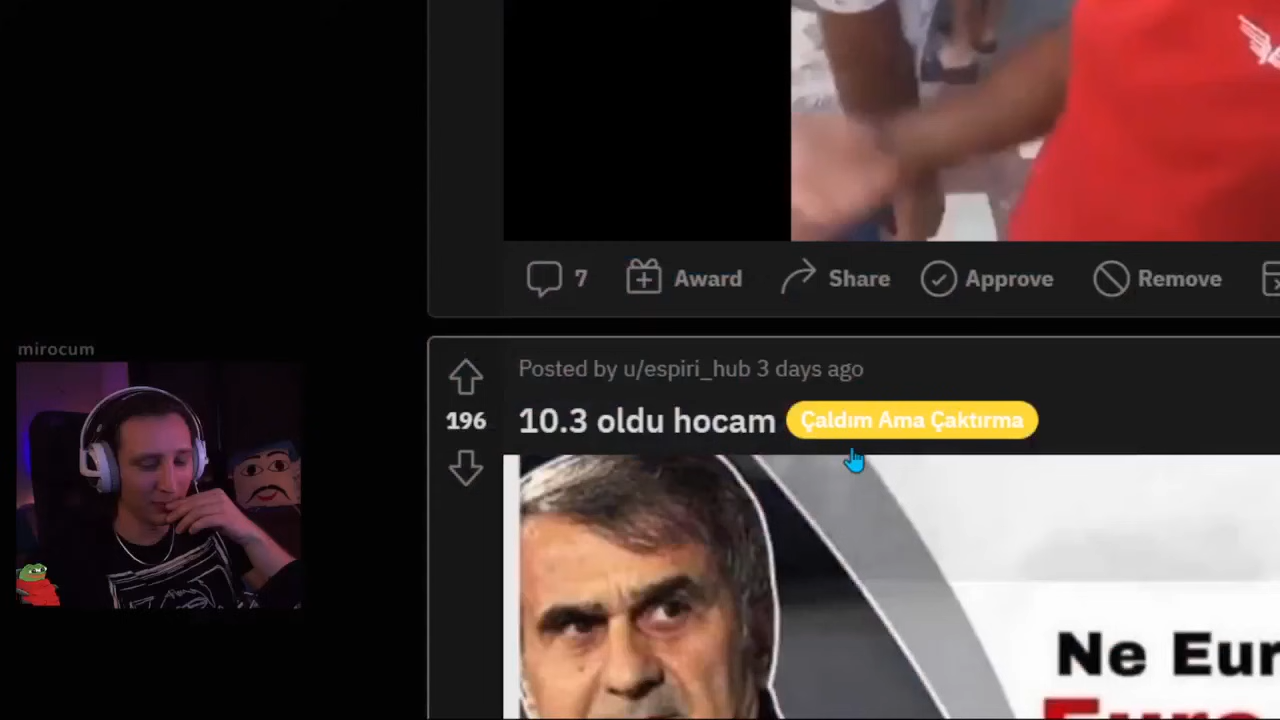 7 Award Share Approve Remove
mirocum
Posted by u/espiri_hub 3 days ago
196 10.3 oldu hocam Çaldım Ama Çaktırma
Ne Eur